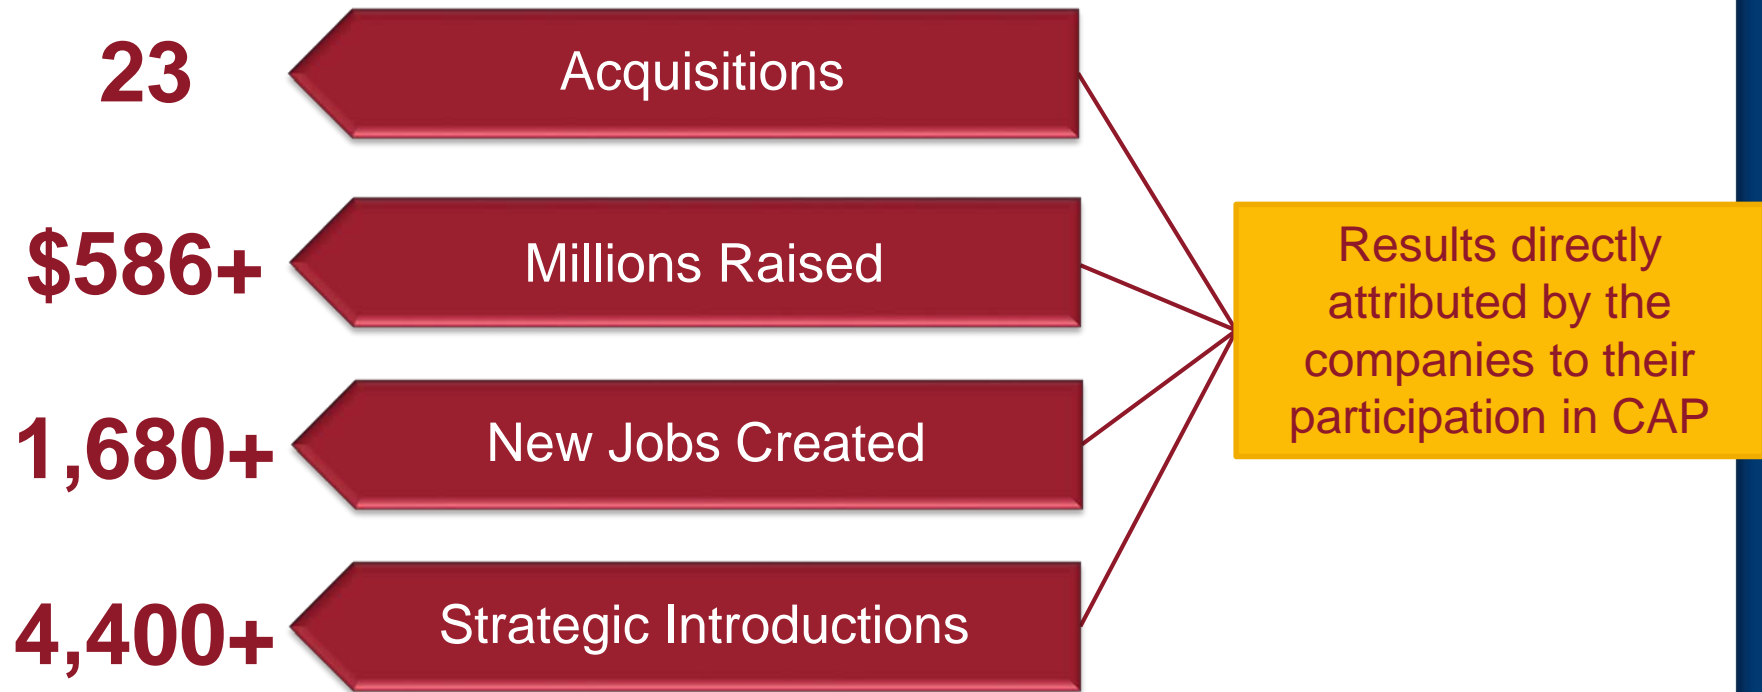 23
Acquisitions
$586+
Millions Raised
1,680+
New Jobs Created
4,400+
Strategic Introductions
Results directly
attributed by the
companies to their
participation in CAP